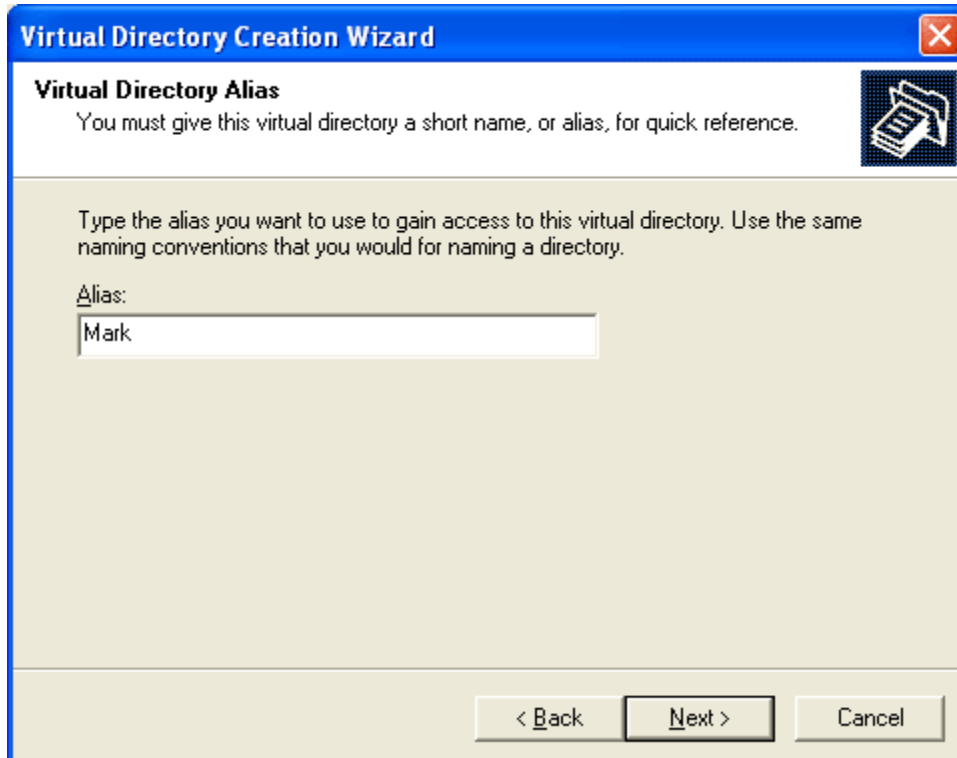 Virtual Directory Creation Wizard
Virtual Directory Alias
You must give this virtual directory a short name, or alias, for quick reference.
Type the alias you want to use to gain access to this virtual directory. Use the same
naming conventions that you would for naming a directory.
Alias:
Mark
< Back Next > Cancel